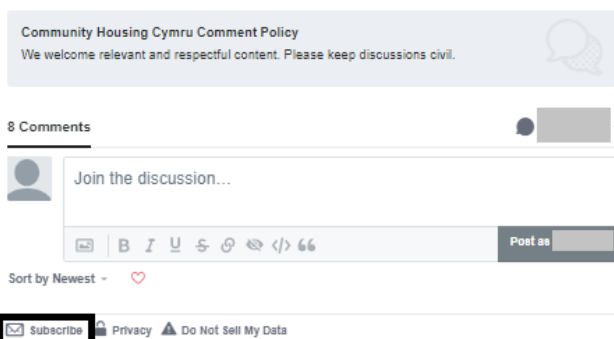 Community Housing Cymru Comment Policy
We welcome relevant and respectful content. Please keep discussions civil.
8 Comments
Join the discussion...
B I U S </> 
Post as
Sort by Newest
Subscribe Privacy Do Not Sell My Data